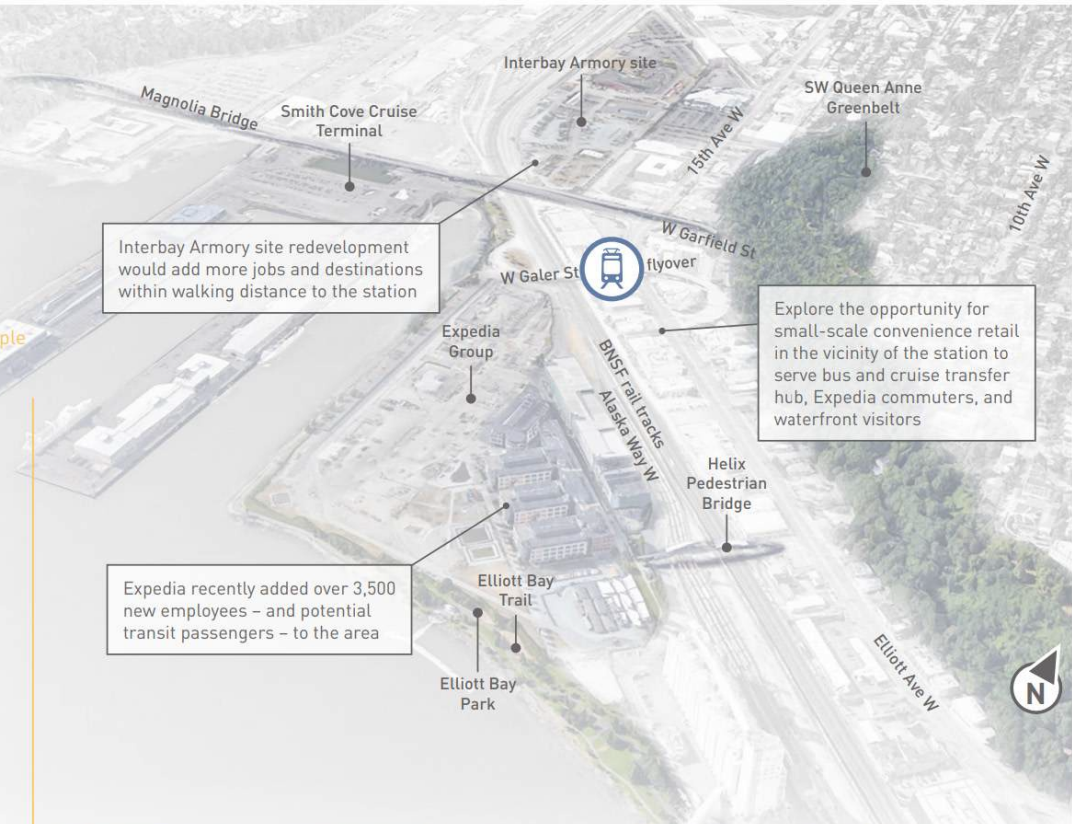 Interbay Armory site
SW Queen Anne
Greenbelt
Magnolia Bridge
Smith Cove Cruise
Terminal
15th Ave W
10th Ave W
Interbay Armory site redevelopment
would add more jobs and destinations
within walking distance to the station
W Garfield St
W Galer St
flyover
Explore the opportunity for
small-scale convenience retail
in the vicinity of the station to
serve bus and cruise transfer
hub, Expedia commuters, and
waterfront visitors
ple
Expedia
Group
BNSF rail tracks
Alaska Way W
Helix
Pedestrian
Bridge
Expedia recently added over 3,500
new employees – and potential
transit passengers – to the area
Elliott Bay
Trail
Elliott Bay
Park
Elliott Ave W
N